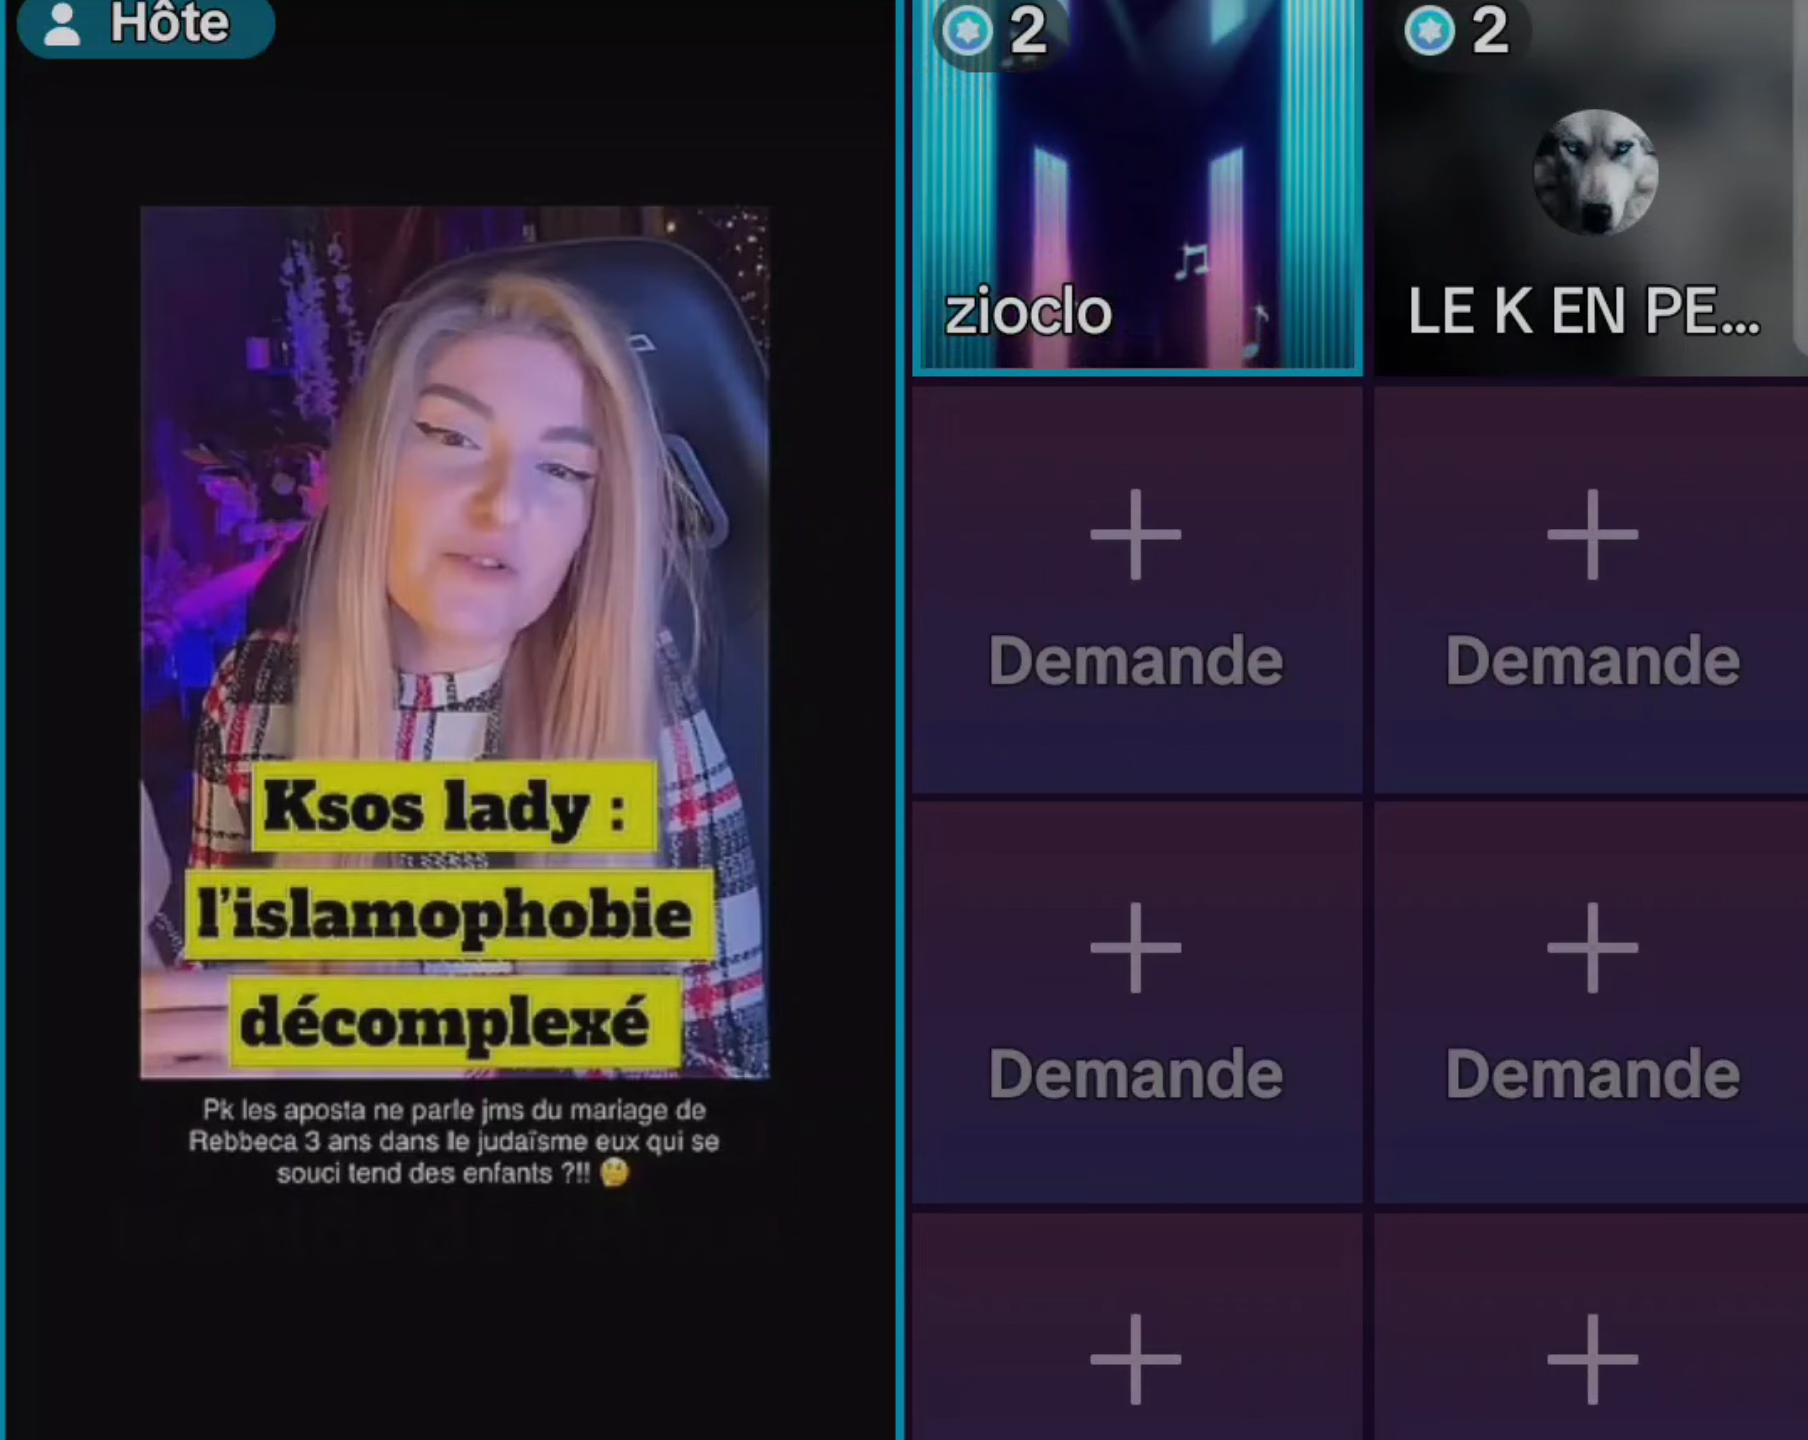 Hôte
2
2
zioclo
LE K EN PE...
Ksos lady :
l'islamophobie
décomplexé
Pk les aposta ne parle jms du mariage de
Rebbeca 3 ans dans le judaïsme eux qui se
souci tend des enfants ?!! 🤔
Demande
Demande
Demande
Demande